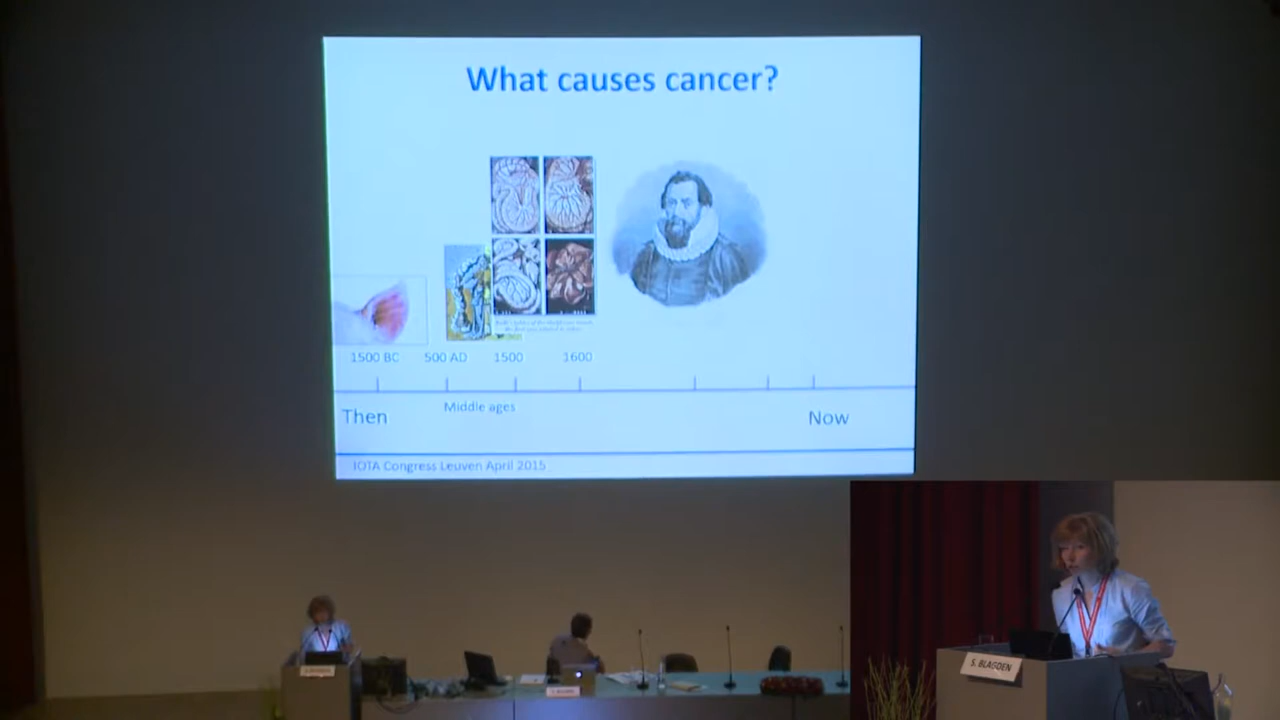 What causes cancer?
1500 BC
500 AD
1500
1600
Middle ages
Then
Now
IOTA Congress Leuven April 2015
S. BLAGDEN